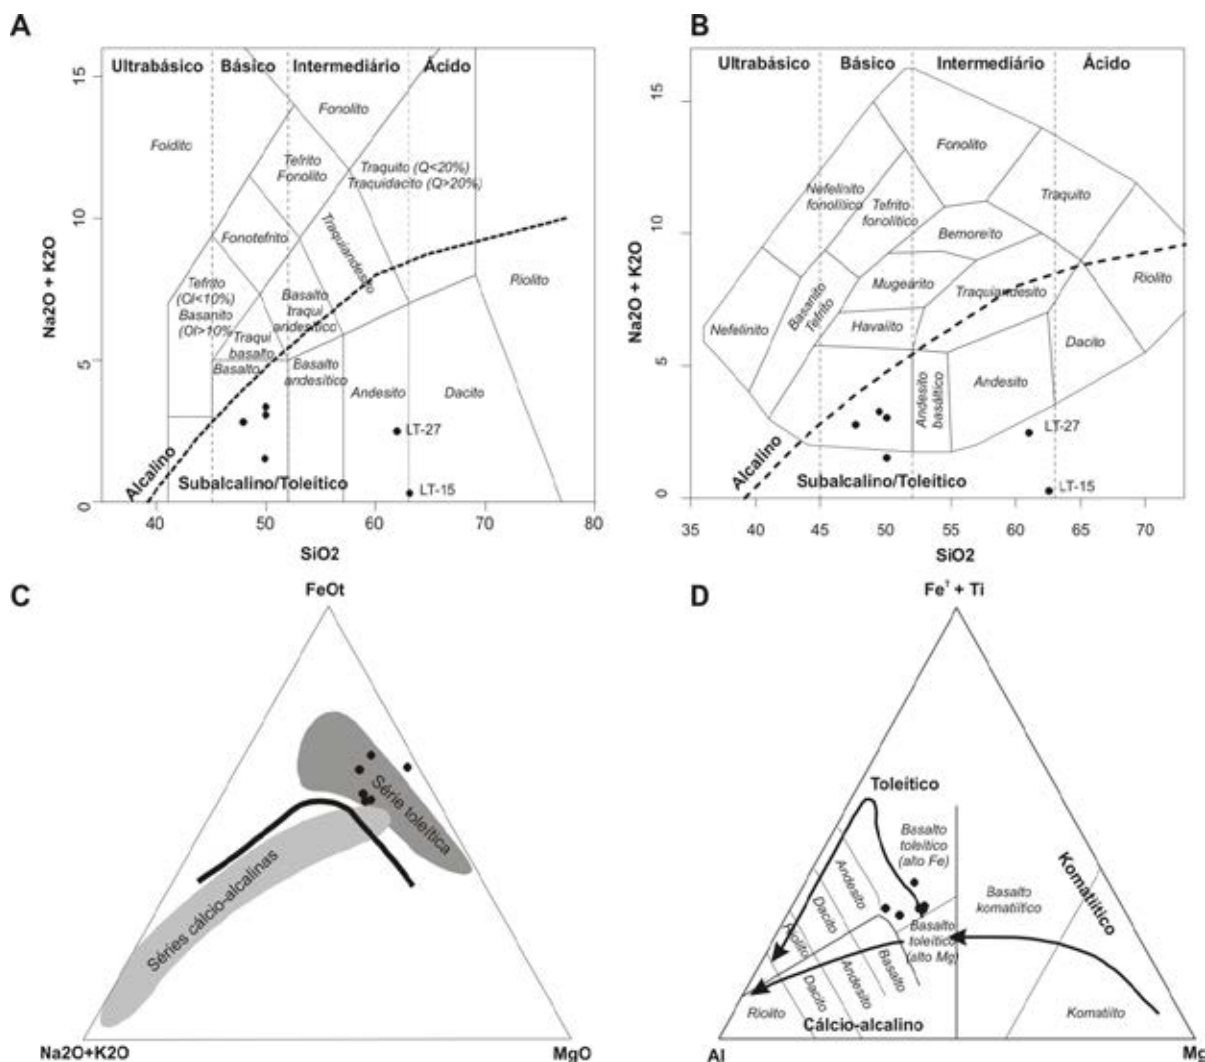 A
Ultrabásico
Básico
Intermediário
Ácido
15
10
5
0
Na2O + K2O
Foidito
Fonolito
Tefrito
Fonolito
Traquito (Q<20%)
Traquidacito (Q>20%)
Fonotefrito
Traquiandesito
Riolito
Tefrito
(Ol<10%)
Basanito
(Ol>10%
Basalto
traqui
andesítico
Traqui
basalto
Basalto
Basalto
andesítico
Andesito
Dacito
LT-27
LT-15
Alcalino
Subalcalino/Toleítico
40
50
60
70
80
SiO2
B
Ultrabásico
Básico
Intermediário
Ácido
15
10
5
0
Na2O + K2O
Fonolito
Nefelinito
fonolítico
Tefrito
fonolítico
Traquito
Bemoreito
Mugearito
Traquiandesito
Riolito
Nefelinito
Basanito
Tefrito
Havaiito
Dacito
Andesito
Andesito
basáltico
LT-27
LT-15
Alcalino
Subalcalino/Toleítico
35
40
45
50
55
60
65
70
SiO2
C
FeOt
Série toleítica
Séries cálcio-alcalinas
Na2O+K2O
MgO
D
Feᵀ + Ti
Toleítico
Basalto
toleítico
(alto Fe)
Komatiítico
Basalto
komatiítico
Andesito
Dacito
Riolito
Basalto
toleítico
(alto Mg)
Basalto
Andesito
Dacito
Riolito
Cálcio-alcalino
Komatiito
Al
Mg